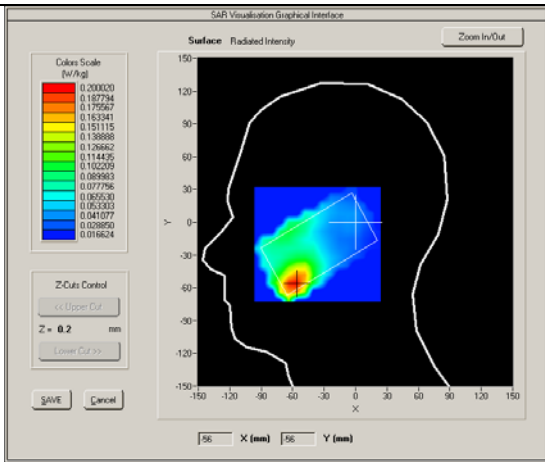 SAR Visualisation Graphical Interface
Surface Radiated Intensity
Zoom In/Out
Colors Scale
(W/kg)
0.200020
0.187794
0.175567
0.163341
0.151115
0.138888
0.126662
0.114435
0.102209
0.089983
0.077756
0.065530
0.053303
0.041077
0.028850
0.016624
Z-Cuts Control
<< Upper Cut
Z = 0.2 mm
Lower Cut >>
SAVE Cancel
150
120
90
60
30
0
-30
-60
-90
-120
-150
Y
-150 -120 -90 -60 -30 0 30 60 90 120 150
X
-56 X (mm) -56 Y (mm)